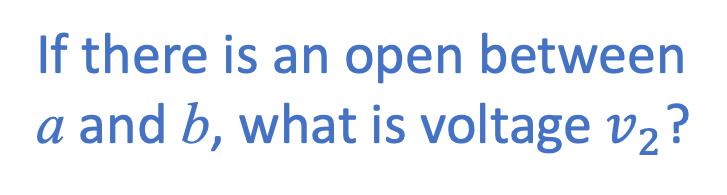 If there is an open between
a and b, what is voltage v₂?